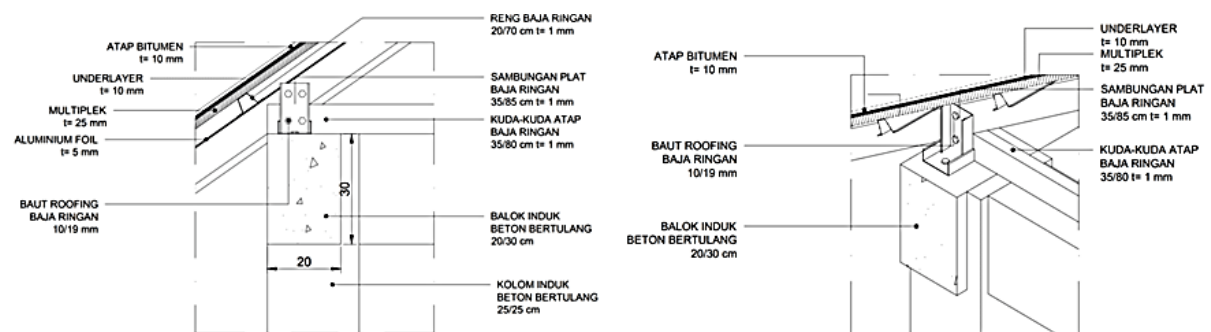 RENG BAJA RINGAN
20/70 cm t= 1 mm
ATAP BITUMEN
t= 10 mm
UNDERLAYER
t= 10 mm
MULTIPLEK
t= 25 mm
ALUMINIUM FOIL
t= 5 mm
BAUT ROOFING
BAJA RINGAN
10/19 mm
SAMBUNGAN PLAT
BAJA RINGAN
35/85 cm t= 1 mm
KUDA-KUDA ATAP
BAJA RINGAN
35/80 cm t= 1 mm
30
20
BALOK INDUK
BETON BERTULANG
20/30 cm
KOLOM INDUK
BETON BERTULANG
25/25 cm
ATAP BITUMEN
t= 10 mm
BAUT ROOFING
BAJA RINGAN
10/19 mm
BALOK INDUK
BETON BERTULANG
20/30 cm
UNDERLAYER
t= 10 mm
MULTIPLEK
t= 25 mm
SAMBUNGAN PLAT
BAJA RINGAN
35/85 cm t= 1 mm
KUDA-KUDA ATAP
BAJA RINGAN
35/80 t= 1 mm